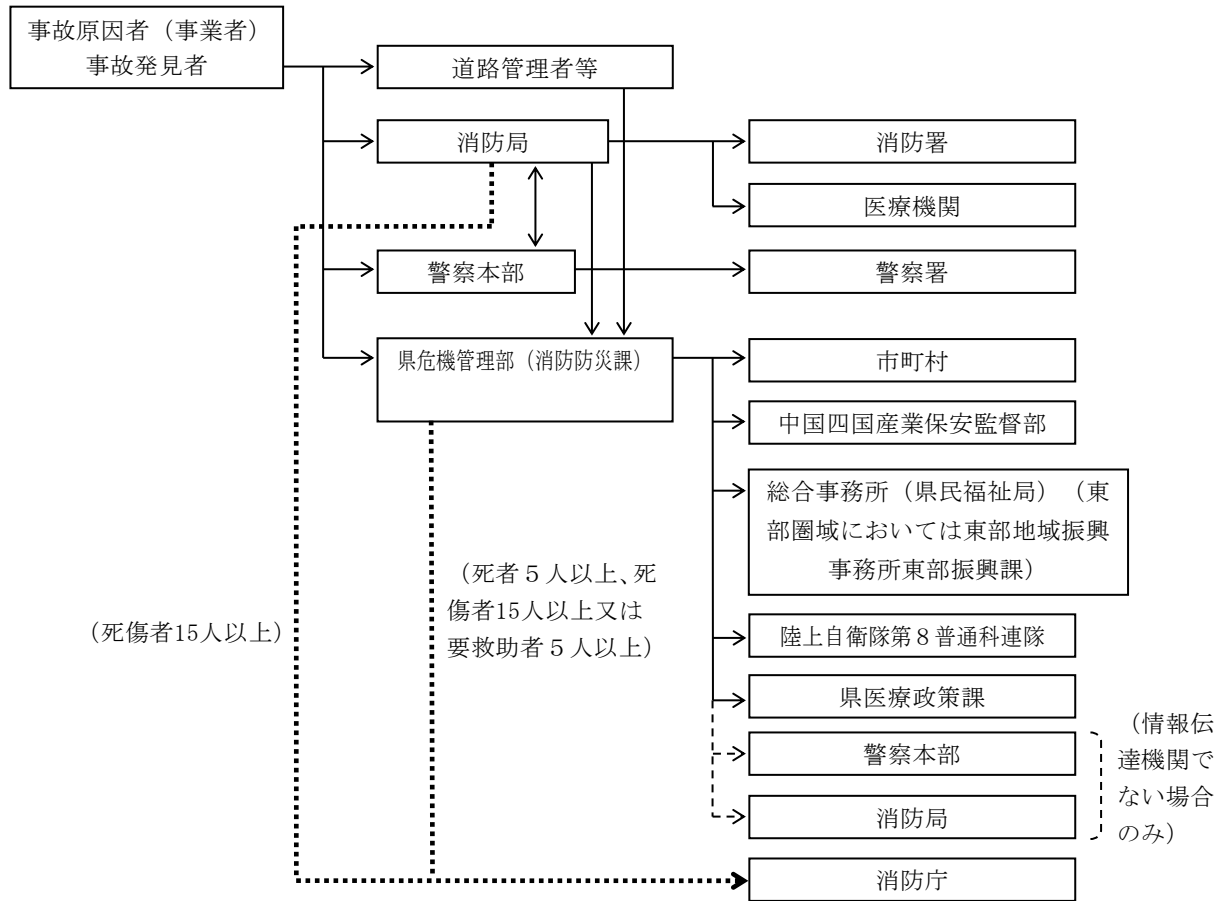 事故原因者（事業者）
事故発見者
道路管理者等
消防局
消防署
医療機関
警察本部
警察署
県危機管理部（消防防災課）
市町村
中国四国産業保安監督部
総合事務所（県民福祉局）（東
部圏域においては東部地域振興
事務所東部振興課）
（死者５人以上、死
傷者15人以上又は
要救助者５人以上）
（死傷者15人以上）
陸上自衛隊第８普通科連隊
県医療政策課
警察本部
消防局
（情報伝
達機関で
ない場合
のみ）
消防庁